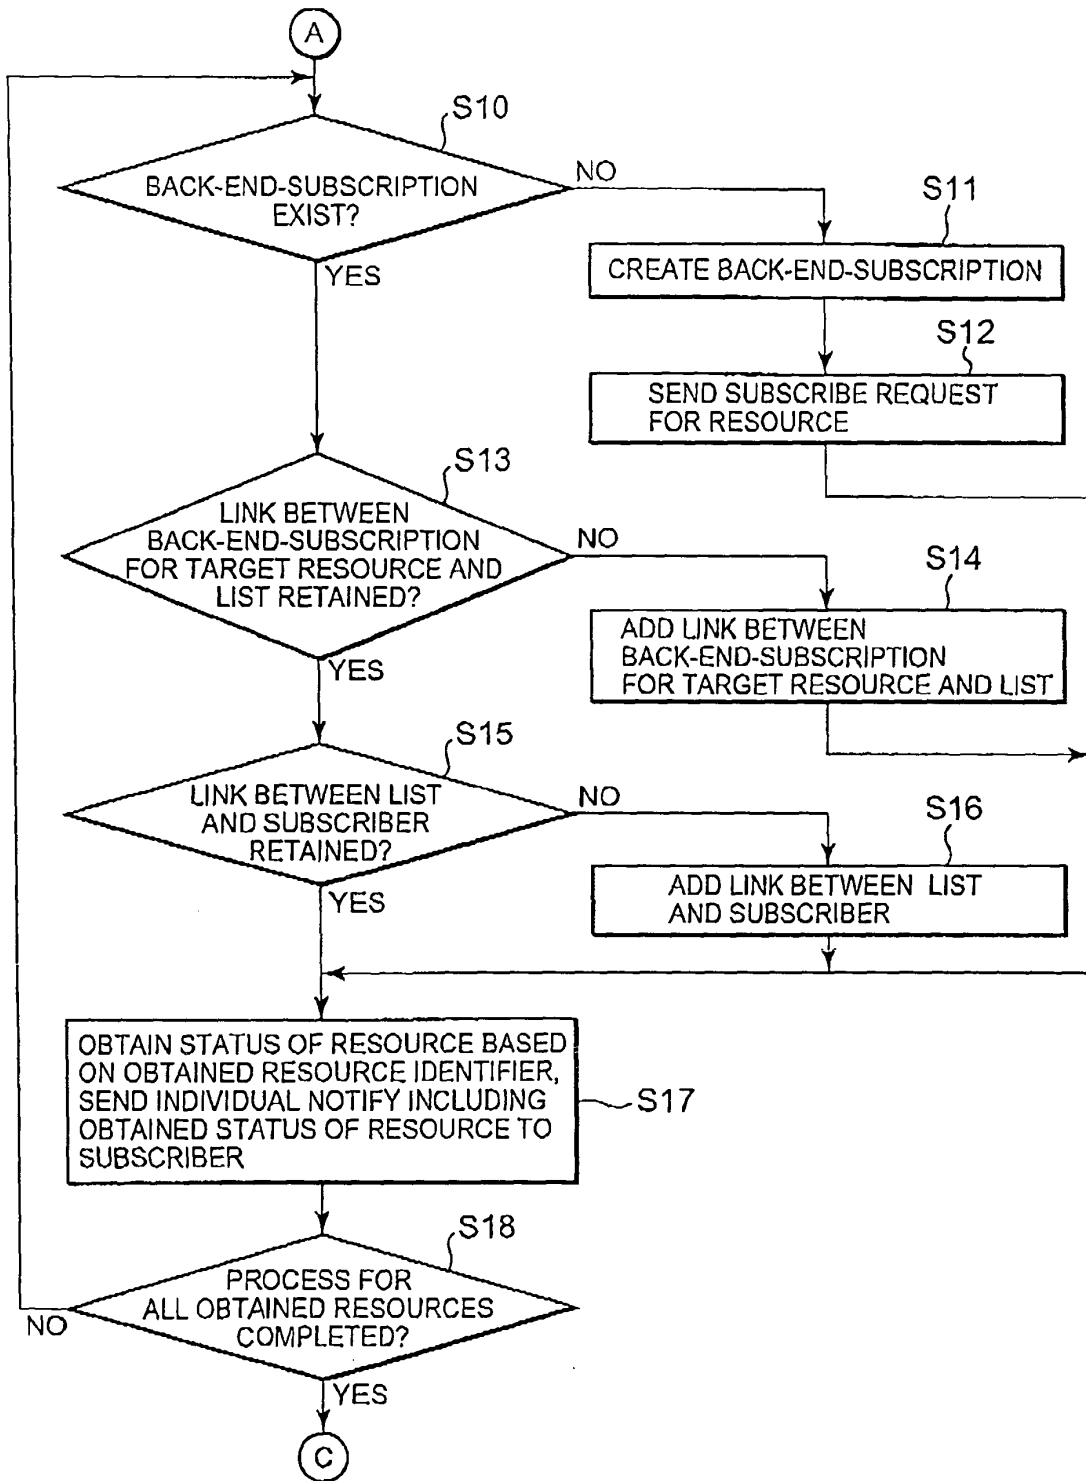 A
S10
BACK-END-SUBSCRIPTION
EXIST?
NO
YES
S11
CREATE BACK-END-SUBSCRIPTION
S12
SEND SUBSCRIBE REQUEST
FOR RESOURCE
S13
LINK BETWEEN
BACK-END-SUBSCRIPTION
FOR TARGET RESOURCE AND
LIST RETAINED?
NO
YES
S14
ADD LINK BETWEEN
BACK-END-SUBSCRIPTION
FOR TARGET RESOURCE AND LIST
S15
LINK BETWEEN LIST
AND SUBSCRIBER
RETAINED?
NO
YES
S16
ADD LINK BETWEEN LIST
AND SUBSCRIBER
OBTAIN STATUS OF RESOURCE BASED
ON OBTAINED RESOURCE IDENTIFIER,
SEND INDIVIDUAL NOTIFY INCLUDING
OBTAINED STATUS OF RESOURCE TO
SUBSCRIBER
S17
S18
PROCESS FOR
ALL OBTAINED RESOURCES
COMPLETED?
NO
YES
C